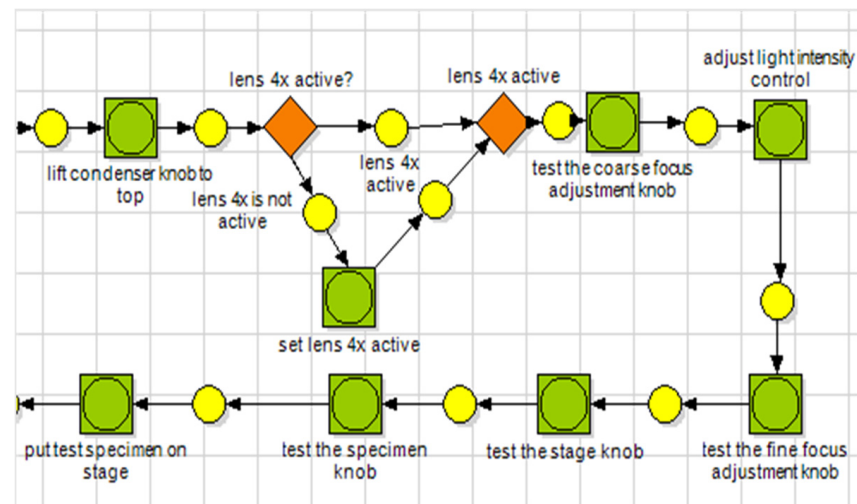 adjust light intensity
control
lens 4x active?
lens 4x active
lift condenser knob to
top
lens 4x is not
active
lens 4x
active
test the coarse focus
adjustment knob
set lens 4x active
put test specimen on
stage
test the specimen
knob
test the stage knob
test the fine focus
adjustment knob